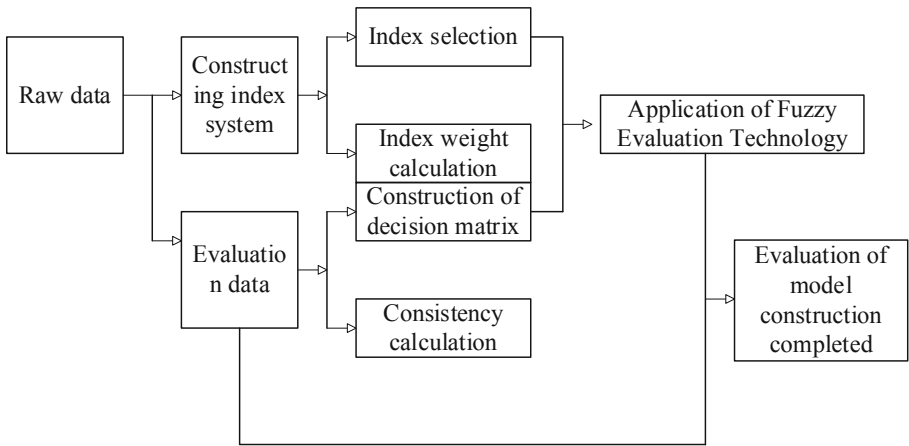 Raw data
Construct
ing index
system
Index selection
Index weight
calculation
Construction of
decision matrix
Application of Fuzzy
Evaluation Technology
Evaluatio
n data
Consistency
calculation
Evaluation of
model
construction
completed